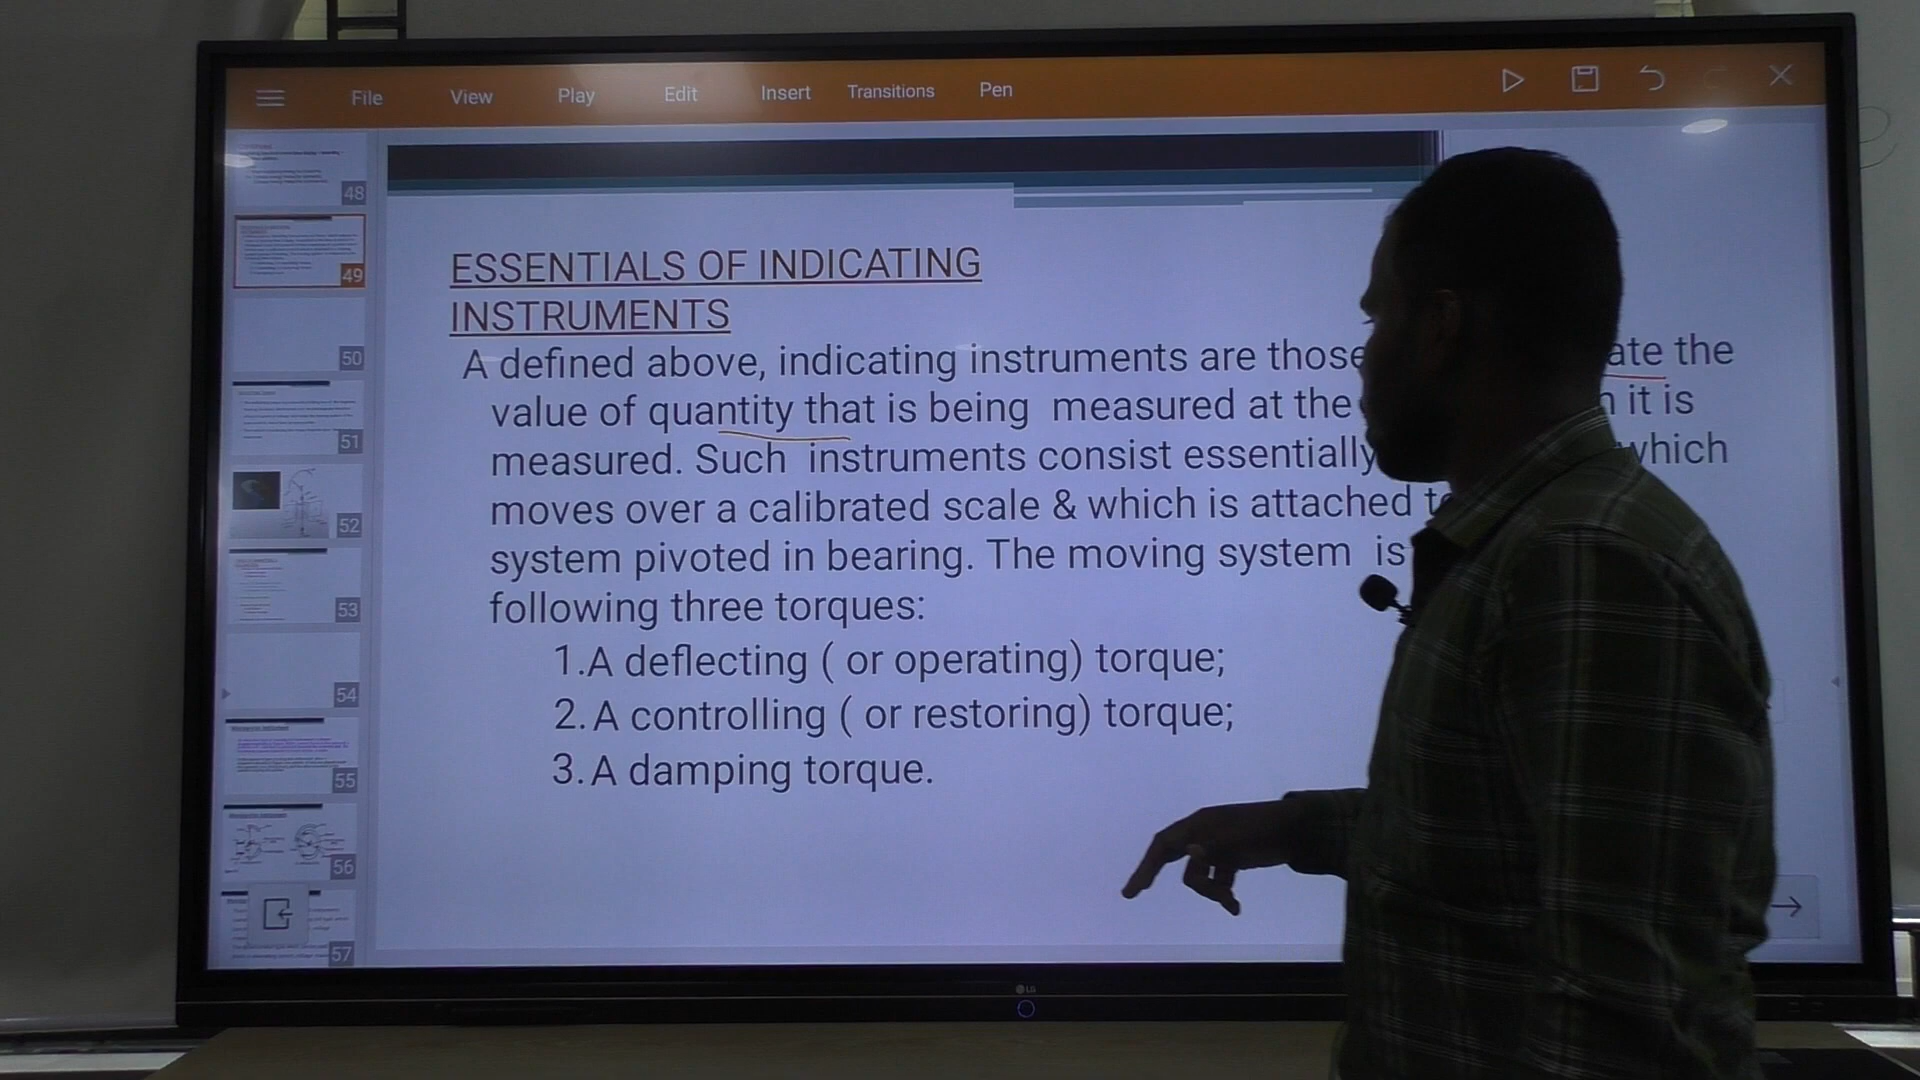 File View Play Edit Insert Transitions Pen
48
49
50
51
52
53
54
55
56
57
ESSENTIALS OF INDICATING
INSTRUMENTS
A defined above, indicating instruments are those ate the
value of quantity that is being measured at the it is
measured. Such instruments consist essentially which
moves over a calibrated scale & which is attached
system pivoted in bearing. The moving system is
following three torques:
1.A deflecting ( or operating) torque;
2.A controlling ( or restoring) torque;
3.A damping torque.
LG